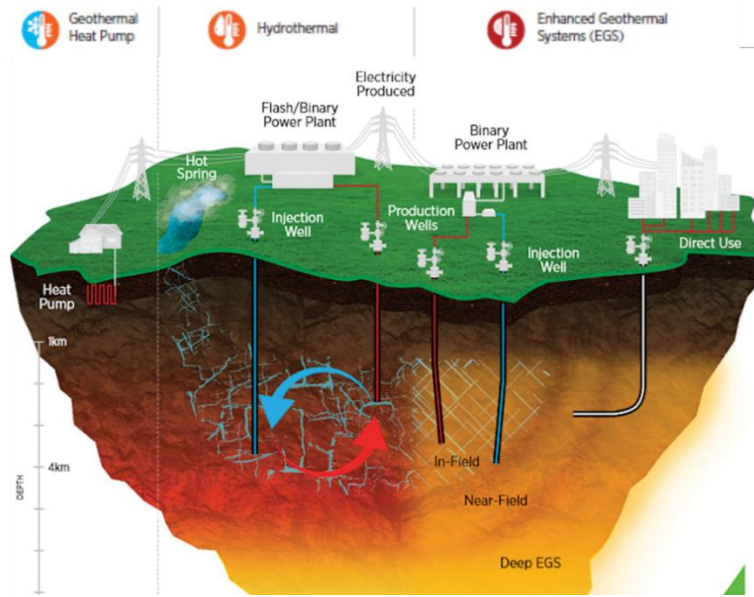 Geothermal
Heat Pump
Hydrothermal
Enhanced Geothermal
Systems (EGS)
Electricity
Produced
Flash/Binary
Power Plant
Binary
Power Plant
Hot
Spring
Injection
Well
Production
Wells
Injection
Well
Direct Use
Heat
Pump
1km
4km
DEPTH
In-Field
Near-Field
Deep EGS